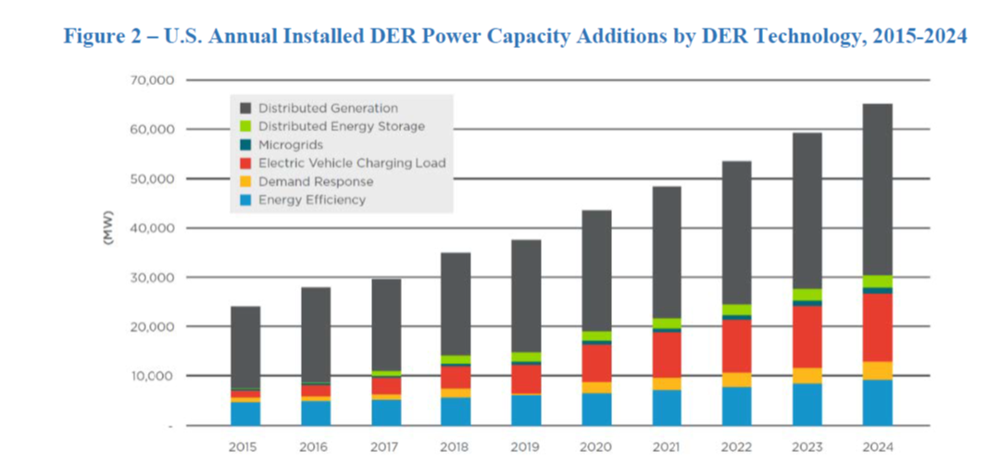 Figure 2 – U.S. Annual Installed DER Power Capacity Additions by DER Technology, 2015-2024
70,000
60,000
50,000
40,000
30,000
20,000
10,000
-
(MW)
Distributed Generation
Distributed Energy Storage
Microgrids
Electric Vehicle Charging Load
Demand Response
Energy Efficiency
2015 2016 2017 2018 2019 2020 2021 2022 2023 2024